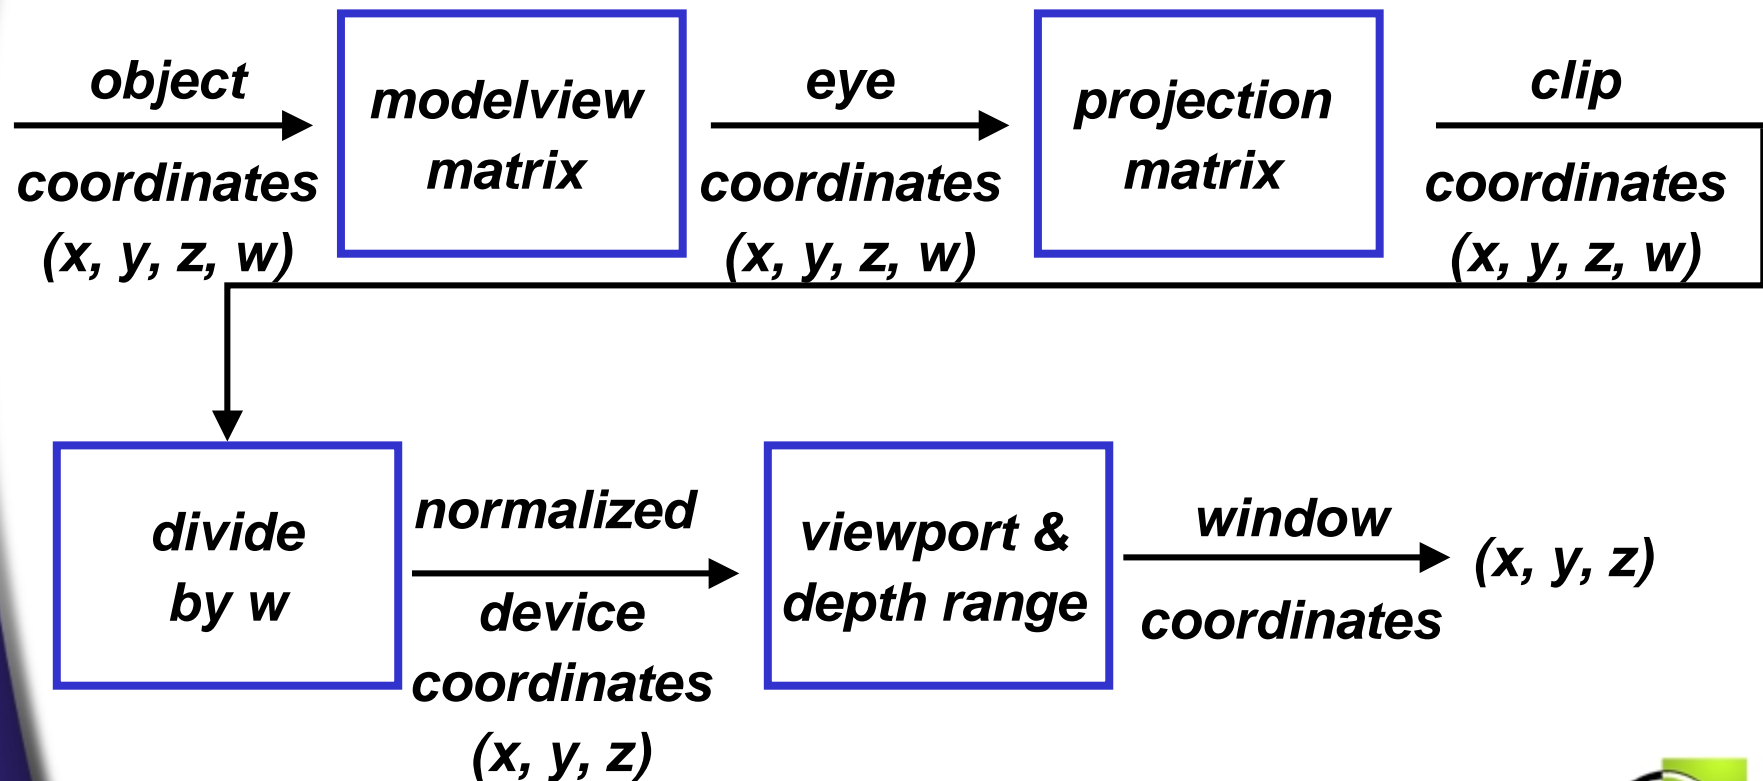 object
coordinates
(x, y, z, w)
modelview
matrix
eye
coordinates
(x, y, z, w)
projection
matrix
clip
coordinates
(x, y, z, w)
divide
by w
normalized
device
coordinates
(x, y, z)
viewport &
depth range
window
coordinates
(x, y, z)